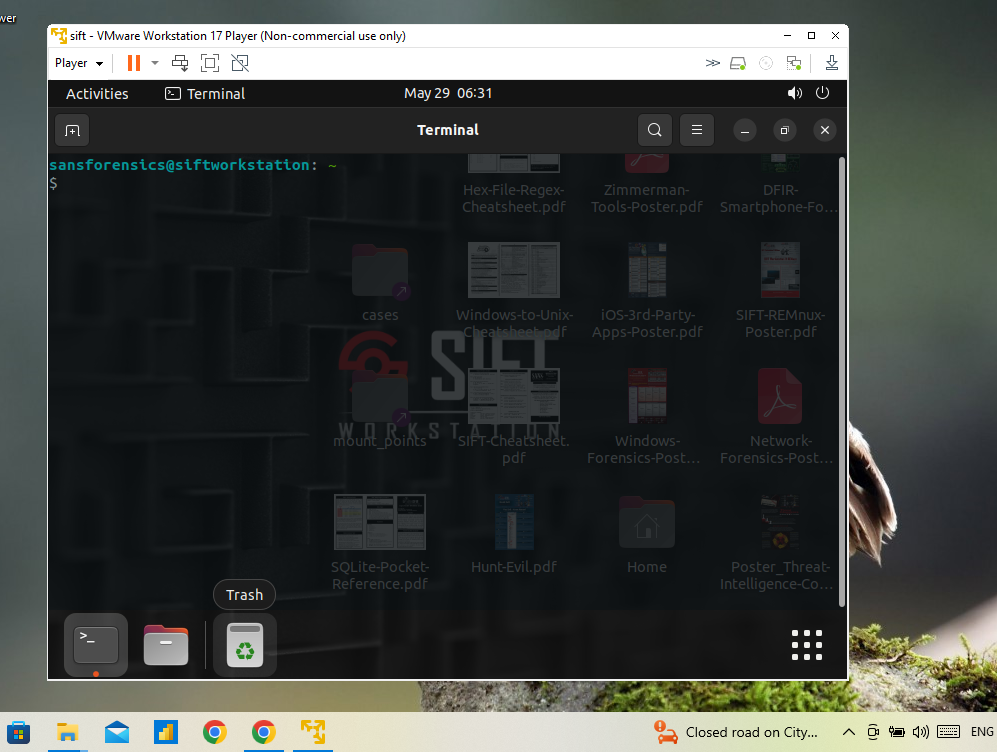 wer
sift - VMware Workstation 17 Player (Non-commercial use only)
Player
Activities
Terminal
May 29 06:31
Terminal
sansforensics@siftworkstation: ~
$
Hex-File-Regex-
Cheatsheet.pdf
Zimmerman-
Tools-Poster.pdf
DFIR-
Smartphone-Fo...
cases
Windows-to-Unix-
Cheatsheet.pdf
iOS-3rd-Party-
Apps-Poster.pdf
SIFT-REMnux-
Poster.pdf
SIFT
WORKSTATION
mount_points
SIFT-Cheatsheet.
pdf
Windows-
Forensics-Post...
Network-
Forensics-Post...
SQLite-Pocket-
Reference.pdf
Hunt-Evil.pdf
Home
Poster_Threat-
Intelligence-Co...
Trash
>_
Closed road on City...
ENG